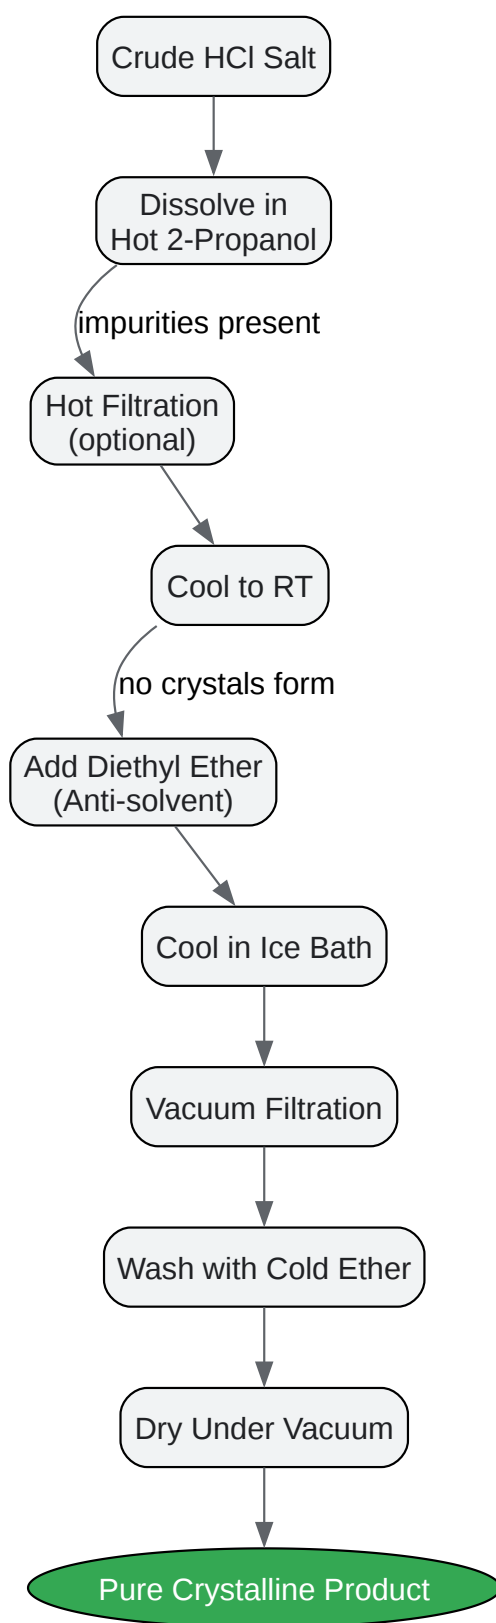 Crude HCl Salt
Dissolve in
Hot 2-Propanol
impurities present
Hot Filtration
(optional)
Cool to RT
no crystals form
Add Diethyl Ether
(Anti-solvent)
Cool in Ice Bath
Vacuum Filtration
Wash with Cold Ether
Dry Under Vacuum
Pure Crystalline Product